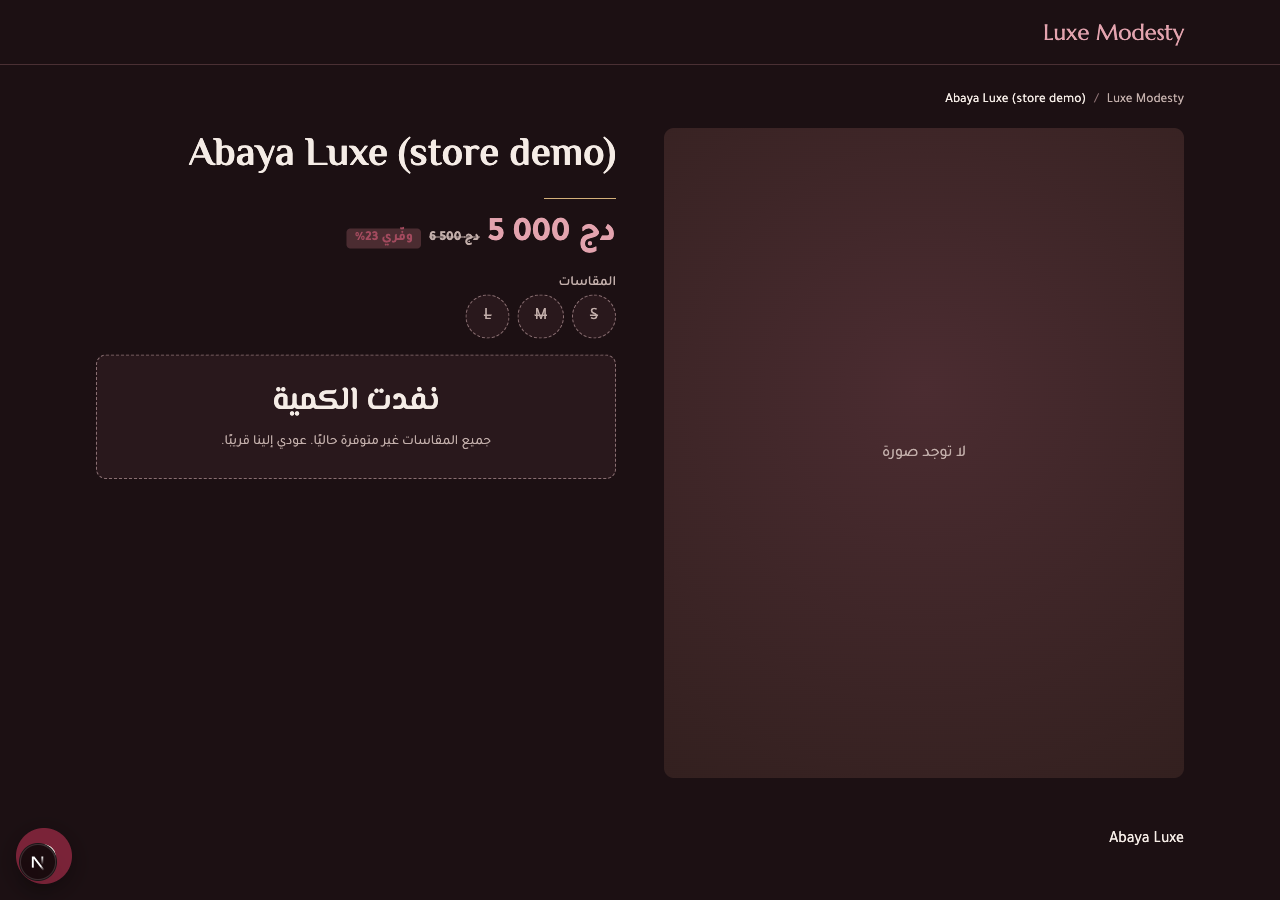 Luxe Modesty
Luxe Modesty / Abaya Luxe (store demo)
Abaya Luxe (store demo)
5 000 دج 6 500 دج وفّري 23%
المقاسات
S M L
نفدت الكمية
جميع المقاسات غير متوفرة حاليًا. عودي إلينا قريبًا.
لا توجد صورة
Abaya Luxe
N